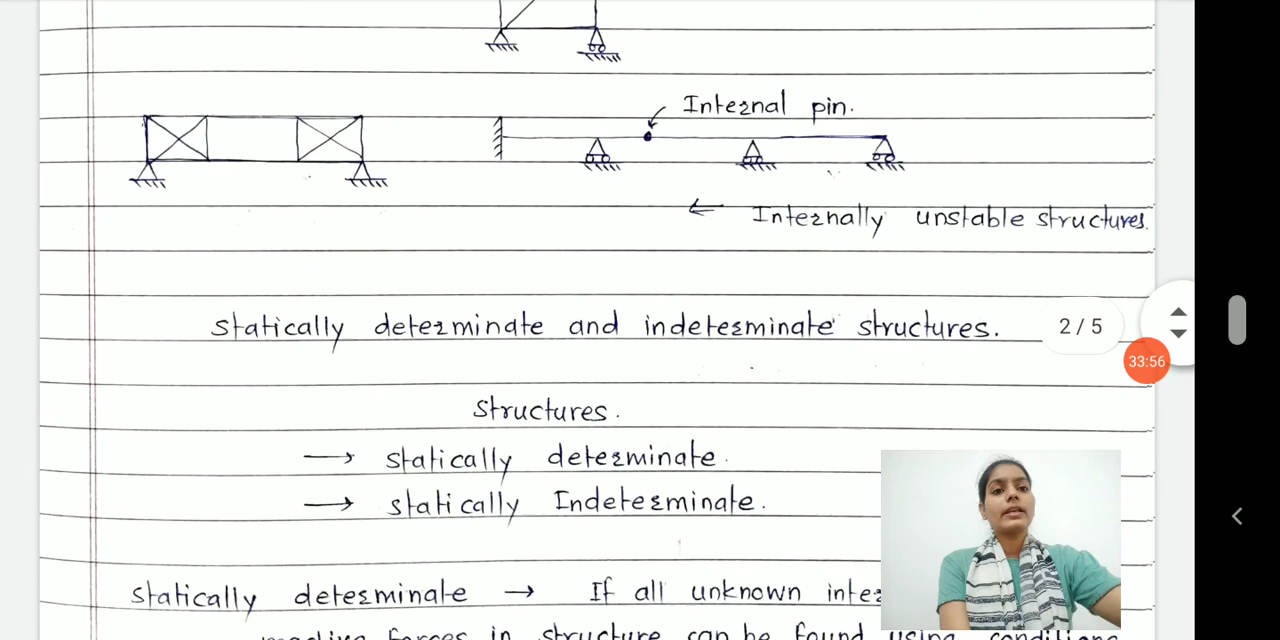 Internal pin.
← Internally unstable structures.
Statically determinate and indeterminate structures.
2 / 5
33:56
Structures.
→ Statically determinate.
→ Statically Indeterminate.
Statically determinate → If all unknown
forces in structure can be found using conditions